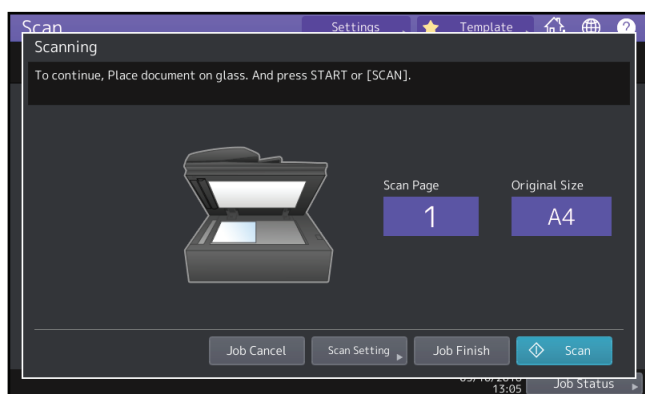 Scan
Settings
Template
?
Scanning
To continue, Place document on glass. And press START or [SCAN].
Scan Page
Original Size
1
A4
Job Cancel
Scan Setting
Job Finish
Scan
13:05
Job Status